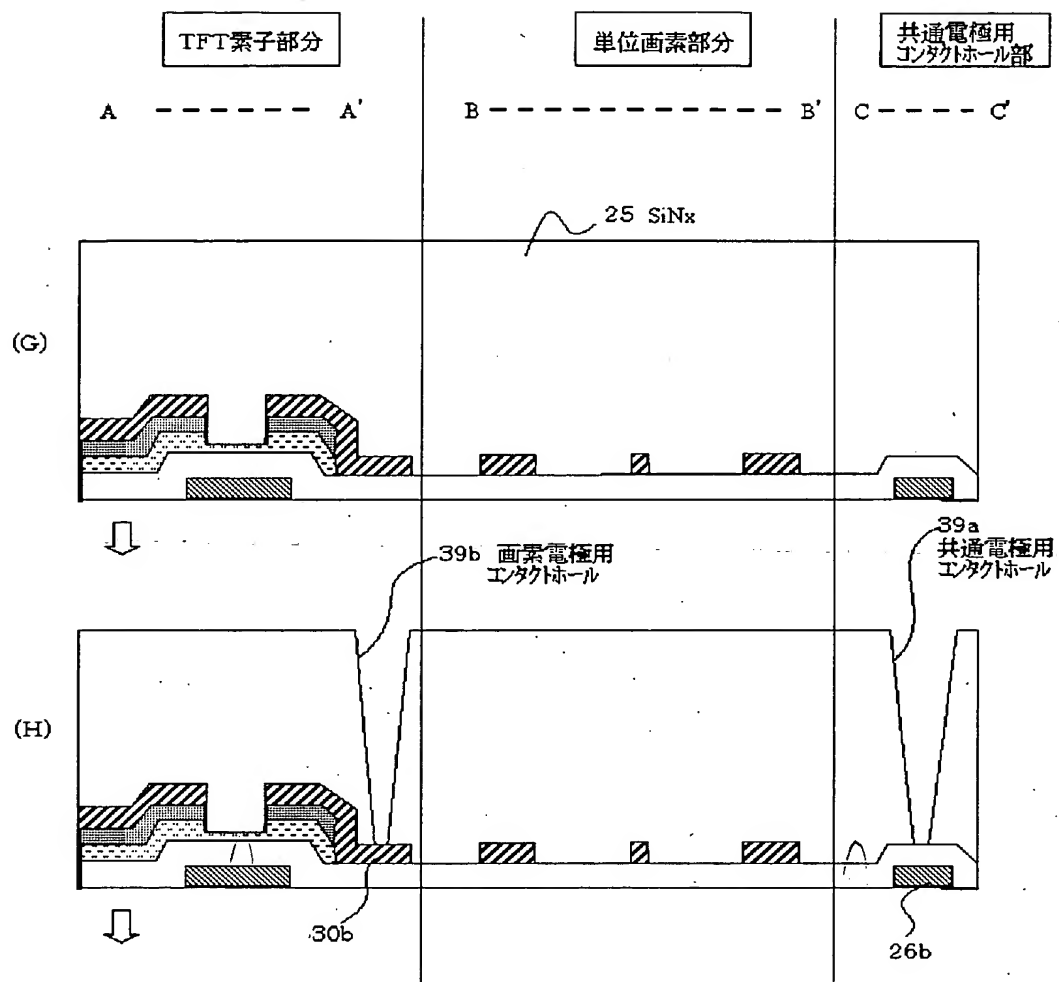 TFT素子部分
単位画素部分
共通電極用
コンタクトホール部
A A' B B' C C'
25 SiNx
(G)
39b 画素電極用
コンタクトホール
39a
共通電極用
コンタクトホール
(H)
30b
26b